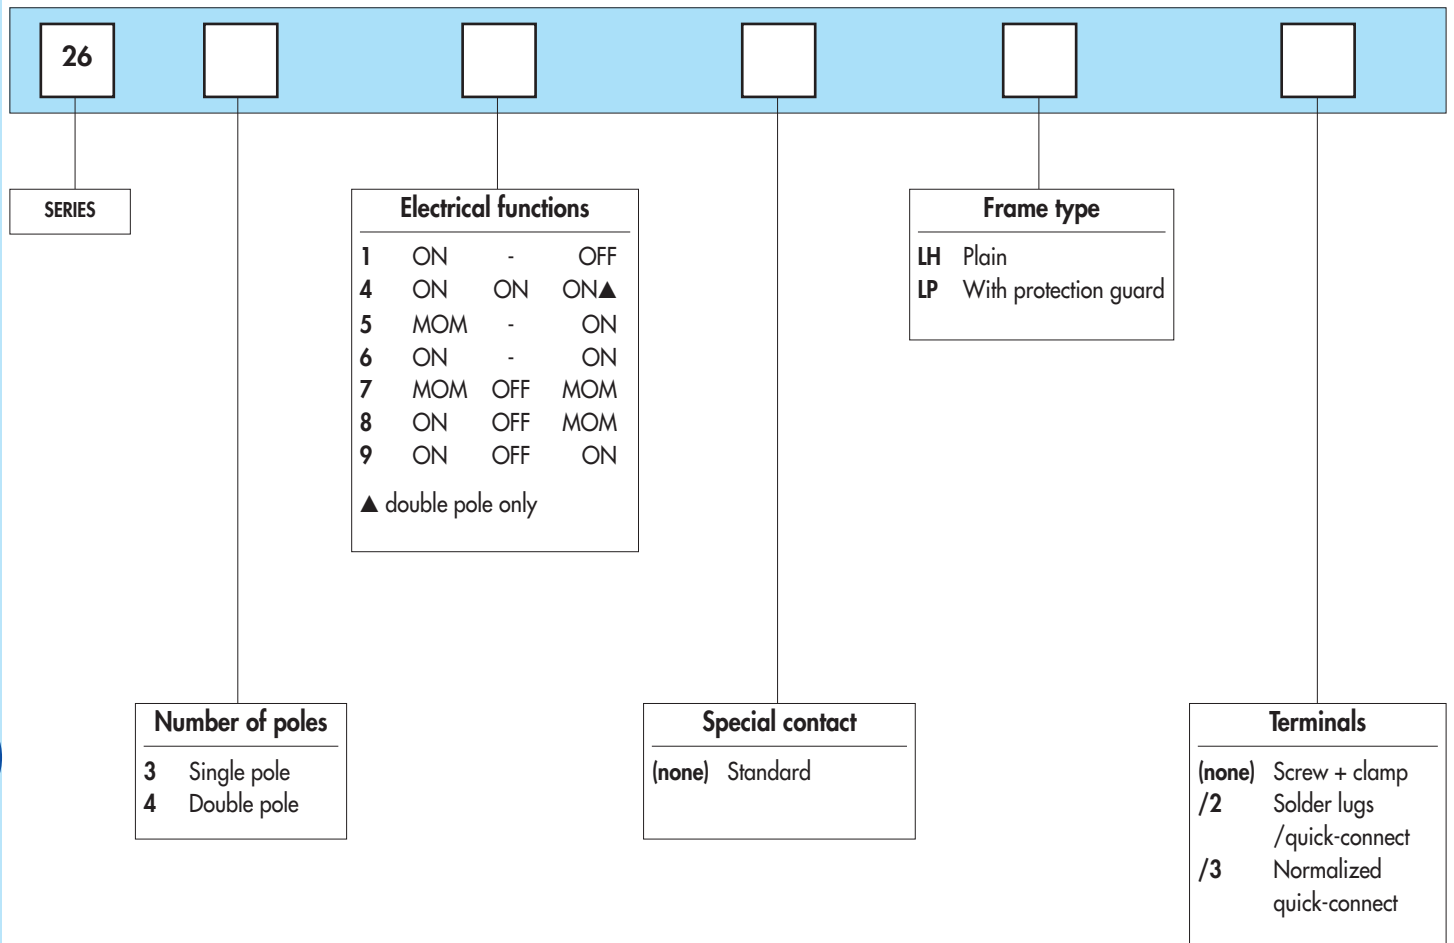 26
SERIES
Electrical functions
1 ON - OFF
4 ON ON ON▲
5 MOM - ON
6 ON - ON
7 MOM OFF MOM
8 ON OFF MOM
9 ON OFF ON
▲ double pole only
Frame type
LH Plain
LP With protection guard
Number of poles
3 Single pole
4 Double pole
Special contact
(none) Standard
Terminals
(none) Screw + clamp
/2 Solder lugs
/quick-connect
/3 Normalized
quick-connect